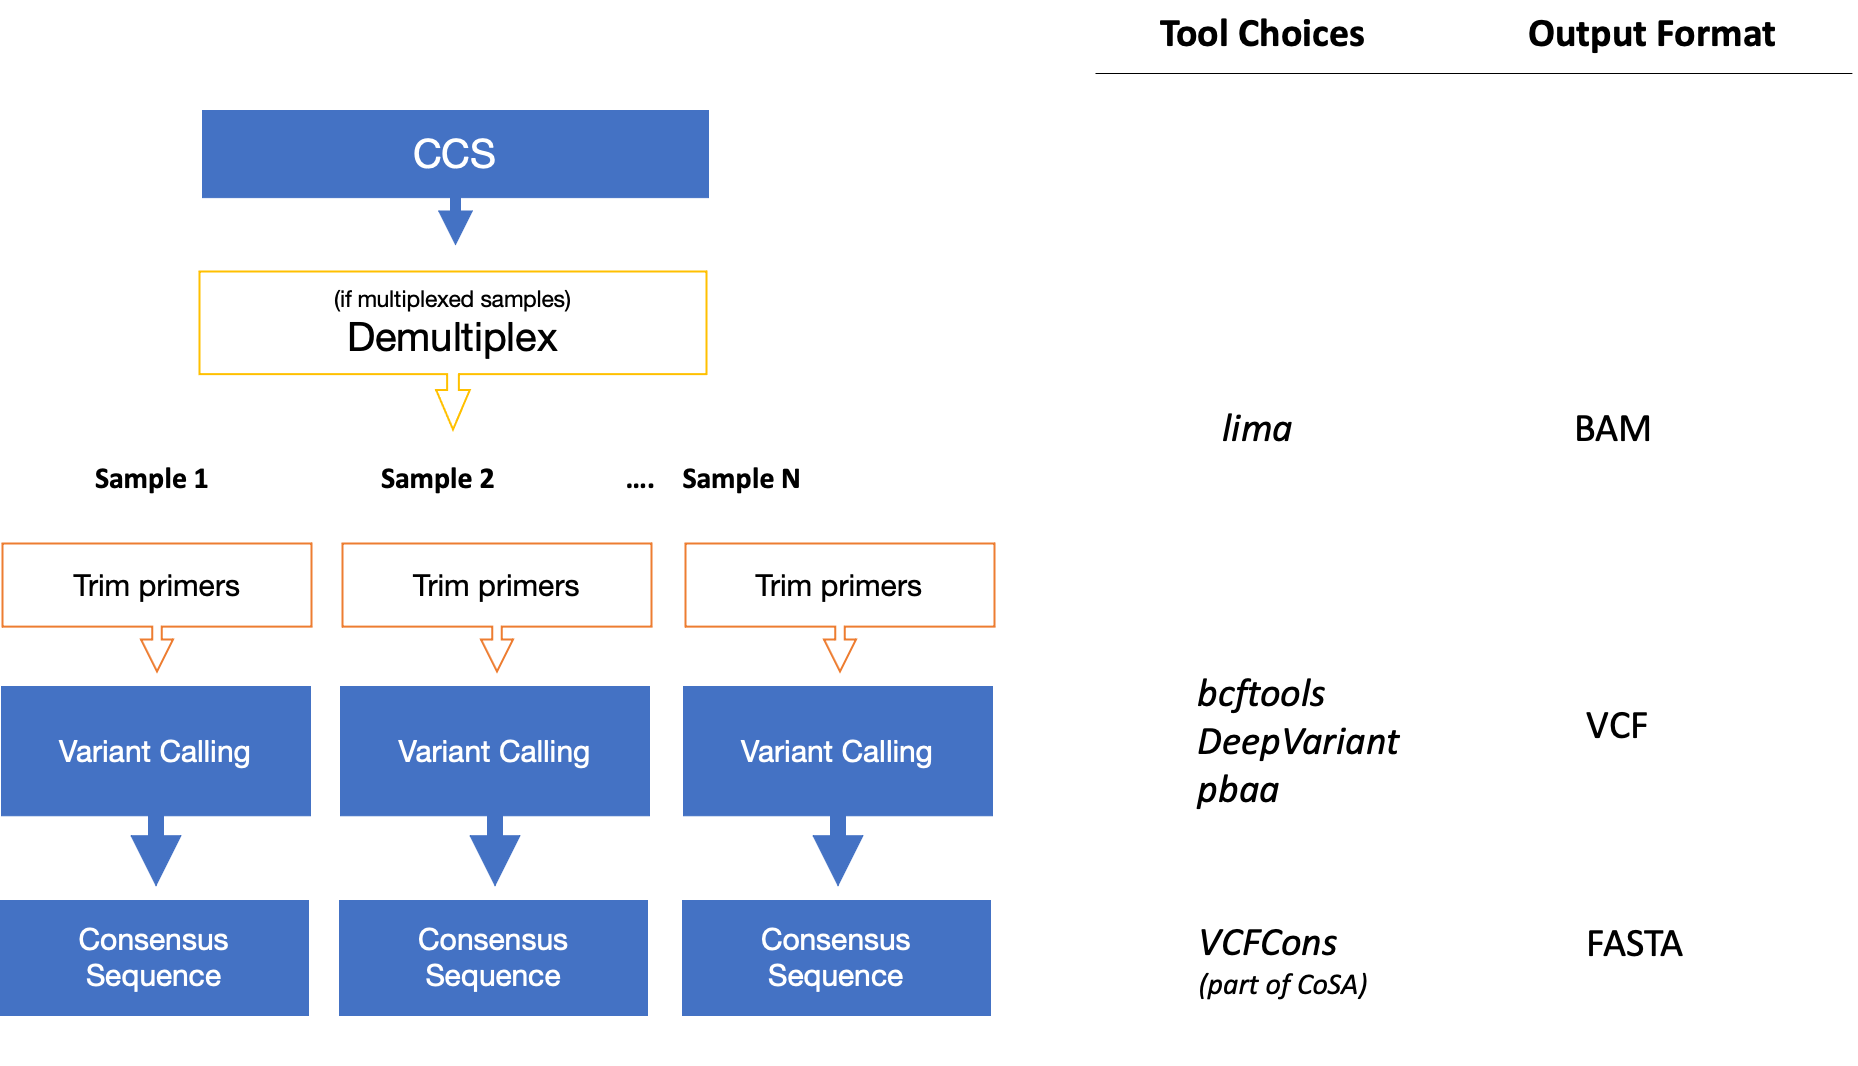 Tool Choices Output Format
CCS
(if multiplexed samples)
Demultiplex
lima BAM
Sample 1 Sample 2 .... Sample N
Trim primers Trim primers Trim primers
bcftools
DeepVariant
pbaa
VCF
Variant Calling Variant Calling Variant Calling
Consensus Sequence
Consensus Sequence
Consensus Sequence
VCFCons
(part of CoSA)
FASTA